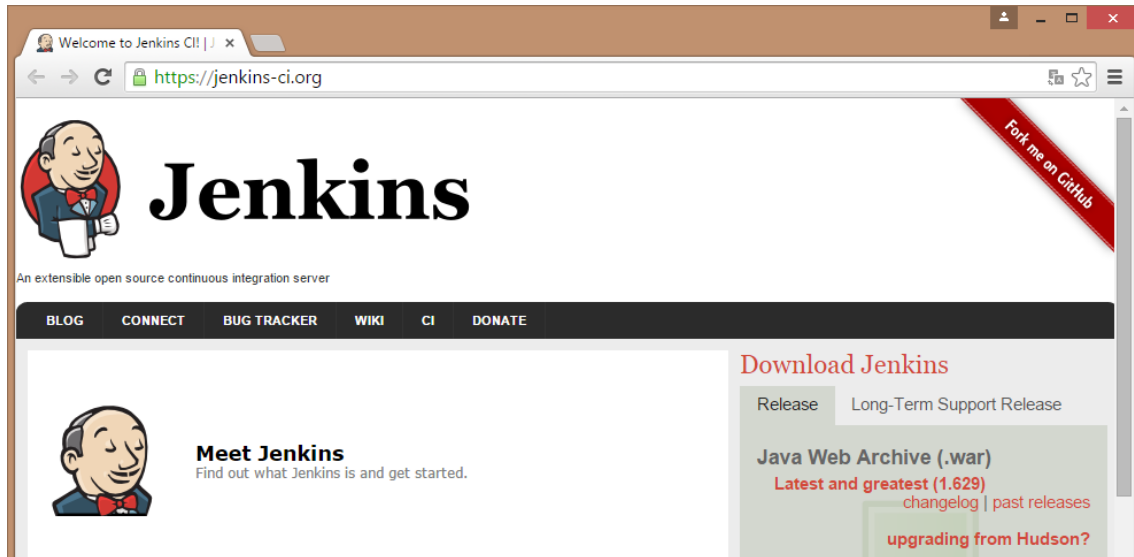 Welcome to Jenkins CI! | J
https://jenkins-ci.org
Fork me on GitHub
Jenkins
An extensible open source continuous integration server
BLOG CONNECT BUG TRACKER WIKI CI DONATE
Meet Jenkins
Find out what Jenkins is and get started.
Download Jenkins
Release Long-Term Support Release
Java Web Archive (.war)
Latest and greatest (1.629)
changelog | past releases
upgrading from Hudson?